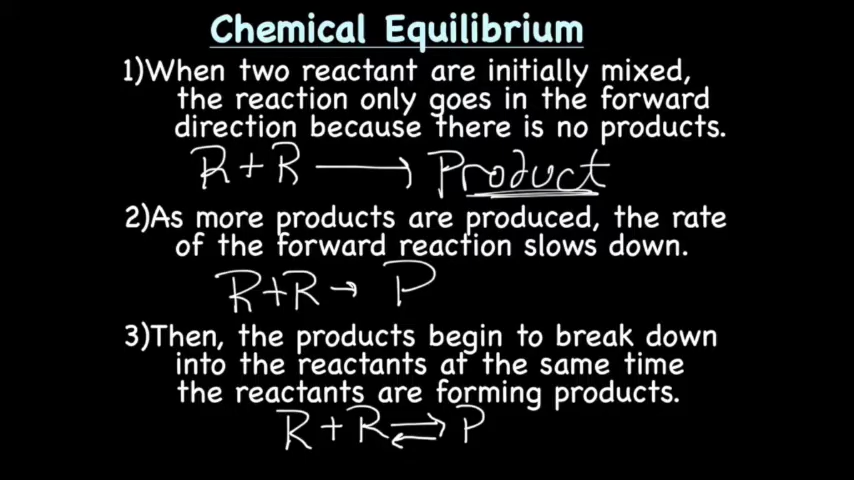 Chemical Equilibrium
1)When two reactant are initially mixed,
the reaction only goes in the forward
direction because there is no products.
R + R ⟶ Product
2)As more products are produced, the rate
of the forward reaction slows down.
R+R → P
3)Then, the products begin to break down
into the reactants at the same time
the reactants are forming products.
R + R ⇌ P